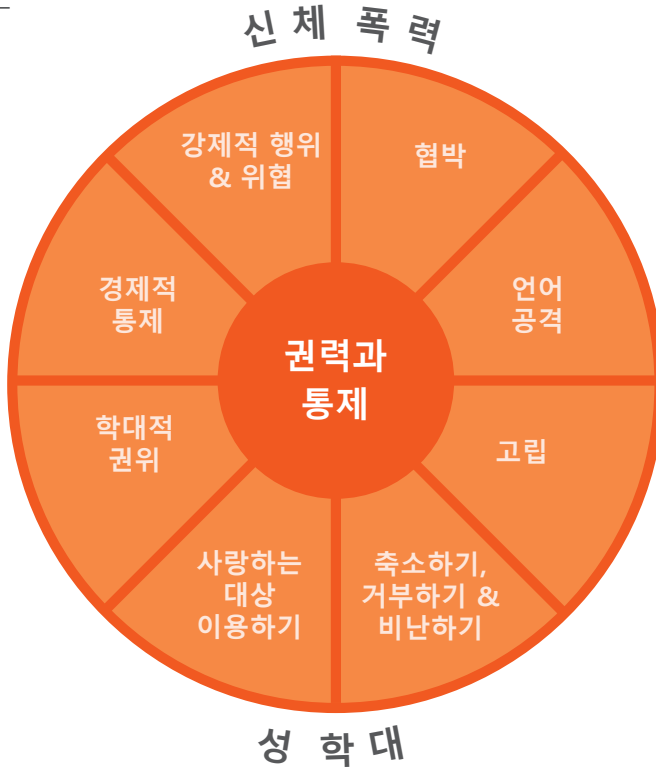 신체 폭력
강제적 행위
& 위협
협박
경제적
통제
언어
공격
권력과
통제
학대적
권위
고립
사랑하는
대상
이용하기
축소하기,
거부하기 &
비난하기
성 학대